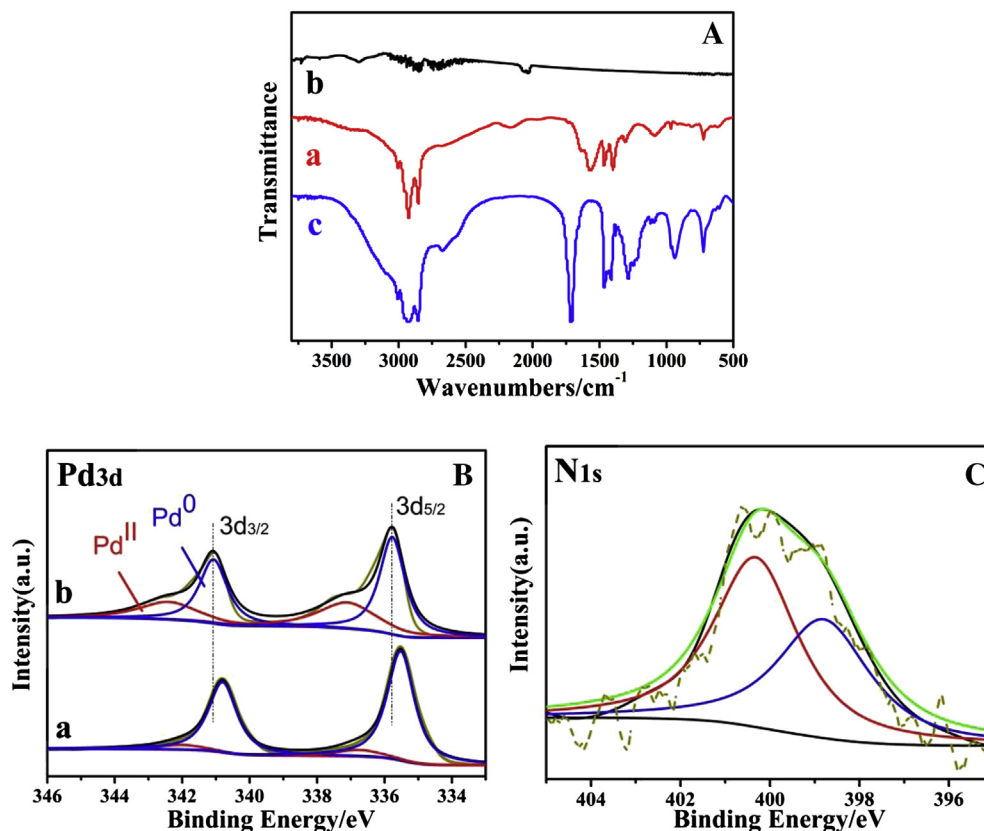 A
b
a
c
Transmittance
3500 3000 2500 2000 1500 1000 500
Wavenumbers/cm⁻¹
Pd3d
B
Pdᴵᴵ
Pd⁰
3d3/2
3d5/2
b
a
Intensity(a.u.)
346 344 342 340 338 336 334
Binding Energy/eV
N1s
C
Intensity(a.u.)
404 402 400 398 396
Binding Energy/eV